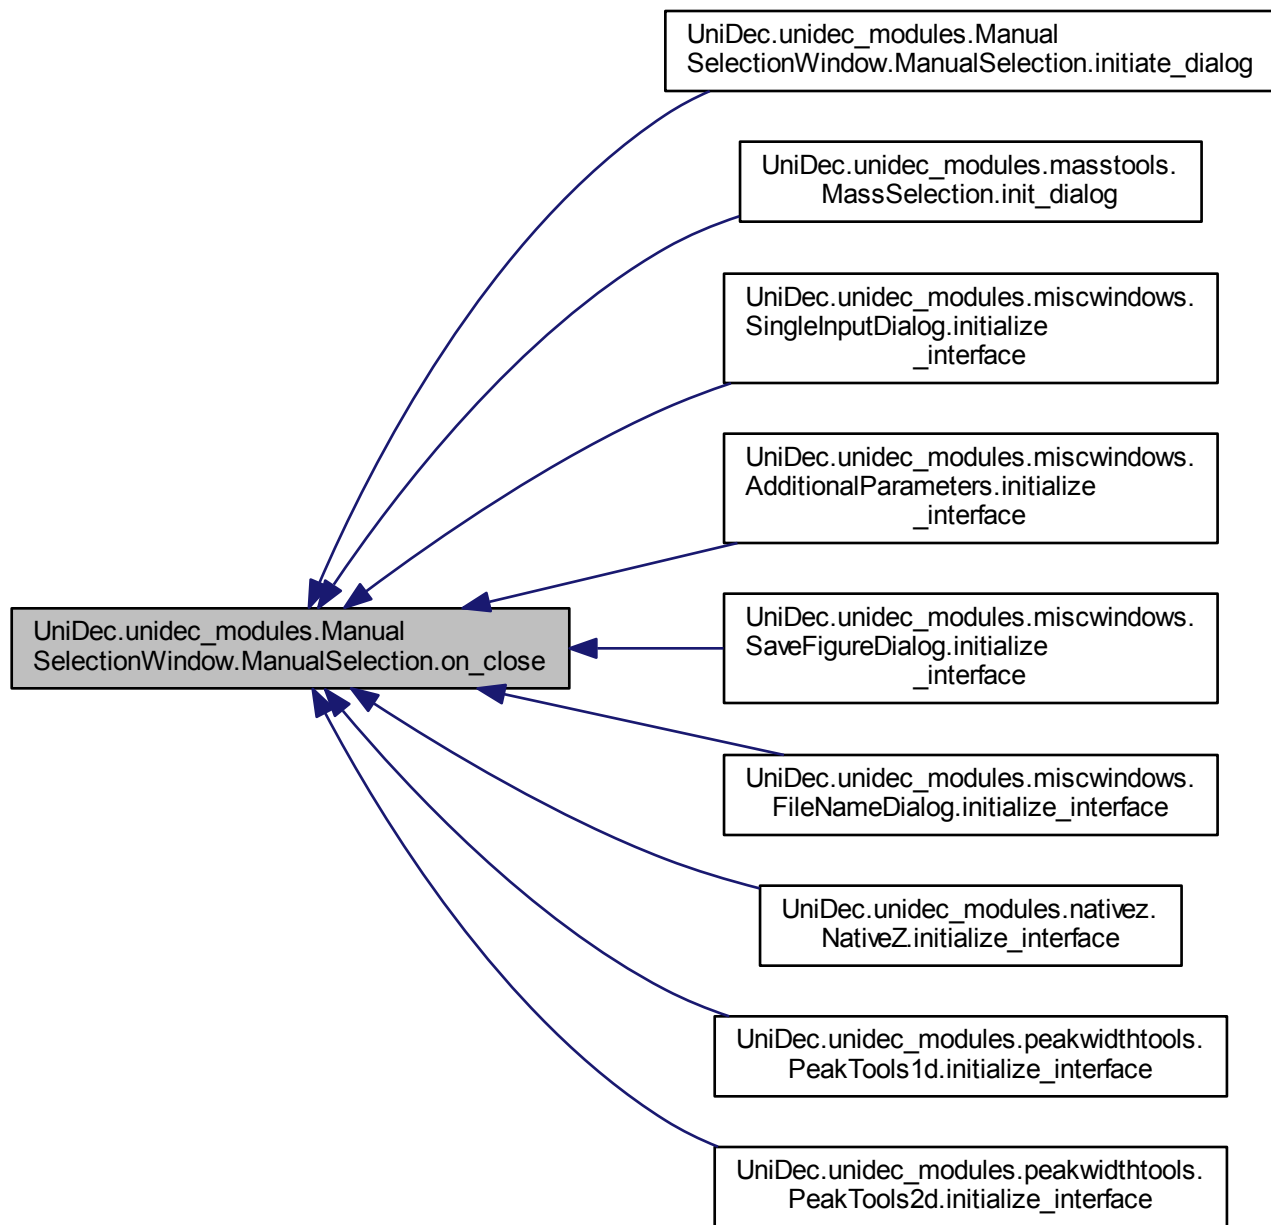 UniDec.unidec_modules.Manual
SelectionWindow.ManualSelection.initiate_dialog
UniDec.unidec_modules.masstools.
MassSelection.init_dialog
UniDec.unidec_modules.miscwindows.
SingleInputDialog.initialize
_interface
UniDec.unidec_modules.miscwindows.
AdditionalParameters.initialize
_interface
UniDec.unidec_modules.Manual
SelectionWindow.ManualSelection.on_close
UniDec.unidec_modules.miscwindows.
SaveFigureDialog.initialize
_interface
UniDec.unidec_modules.miscwindows.
FileNameDialog.initialize_interface
UniDec.unidec_modules.nativez.
NativeZ.initialize_interface
UniDec.unidec_modules.peakwidthtools.
PeakTools1d.initialize_interface
UniDec.unidec_modules.peakwidthtools.
PeakTools2d.initialize_interface